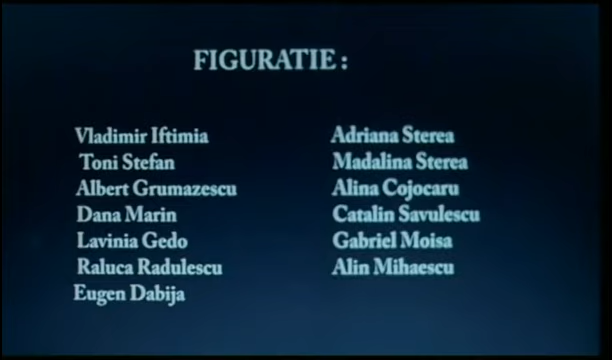 FIGURATIE :
Vladimir Iftimia
Toni Stefan
Albert Grumazescu
Dana Marin
Lavinia Gedo
Raluca Radulescu
Eugen Dabija
Adriana Sterea
Madalina Sterea
Alina Cojocaru
Catalin Savulescu
Gabriel Moisa
Alin Mihaescu